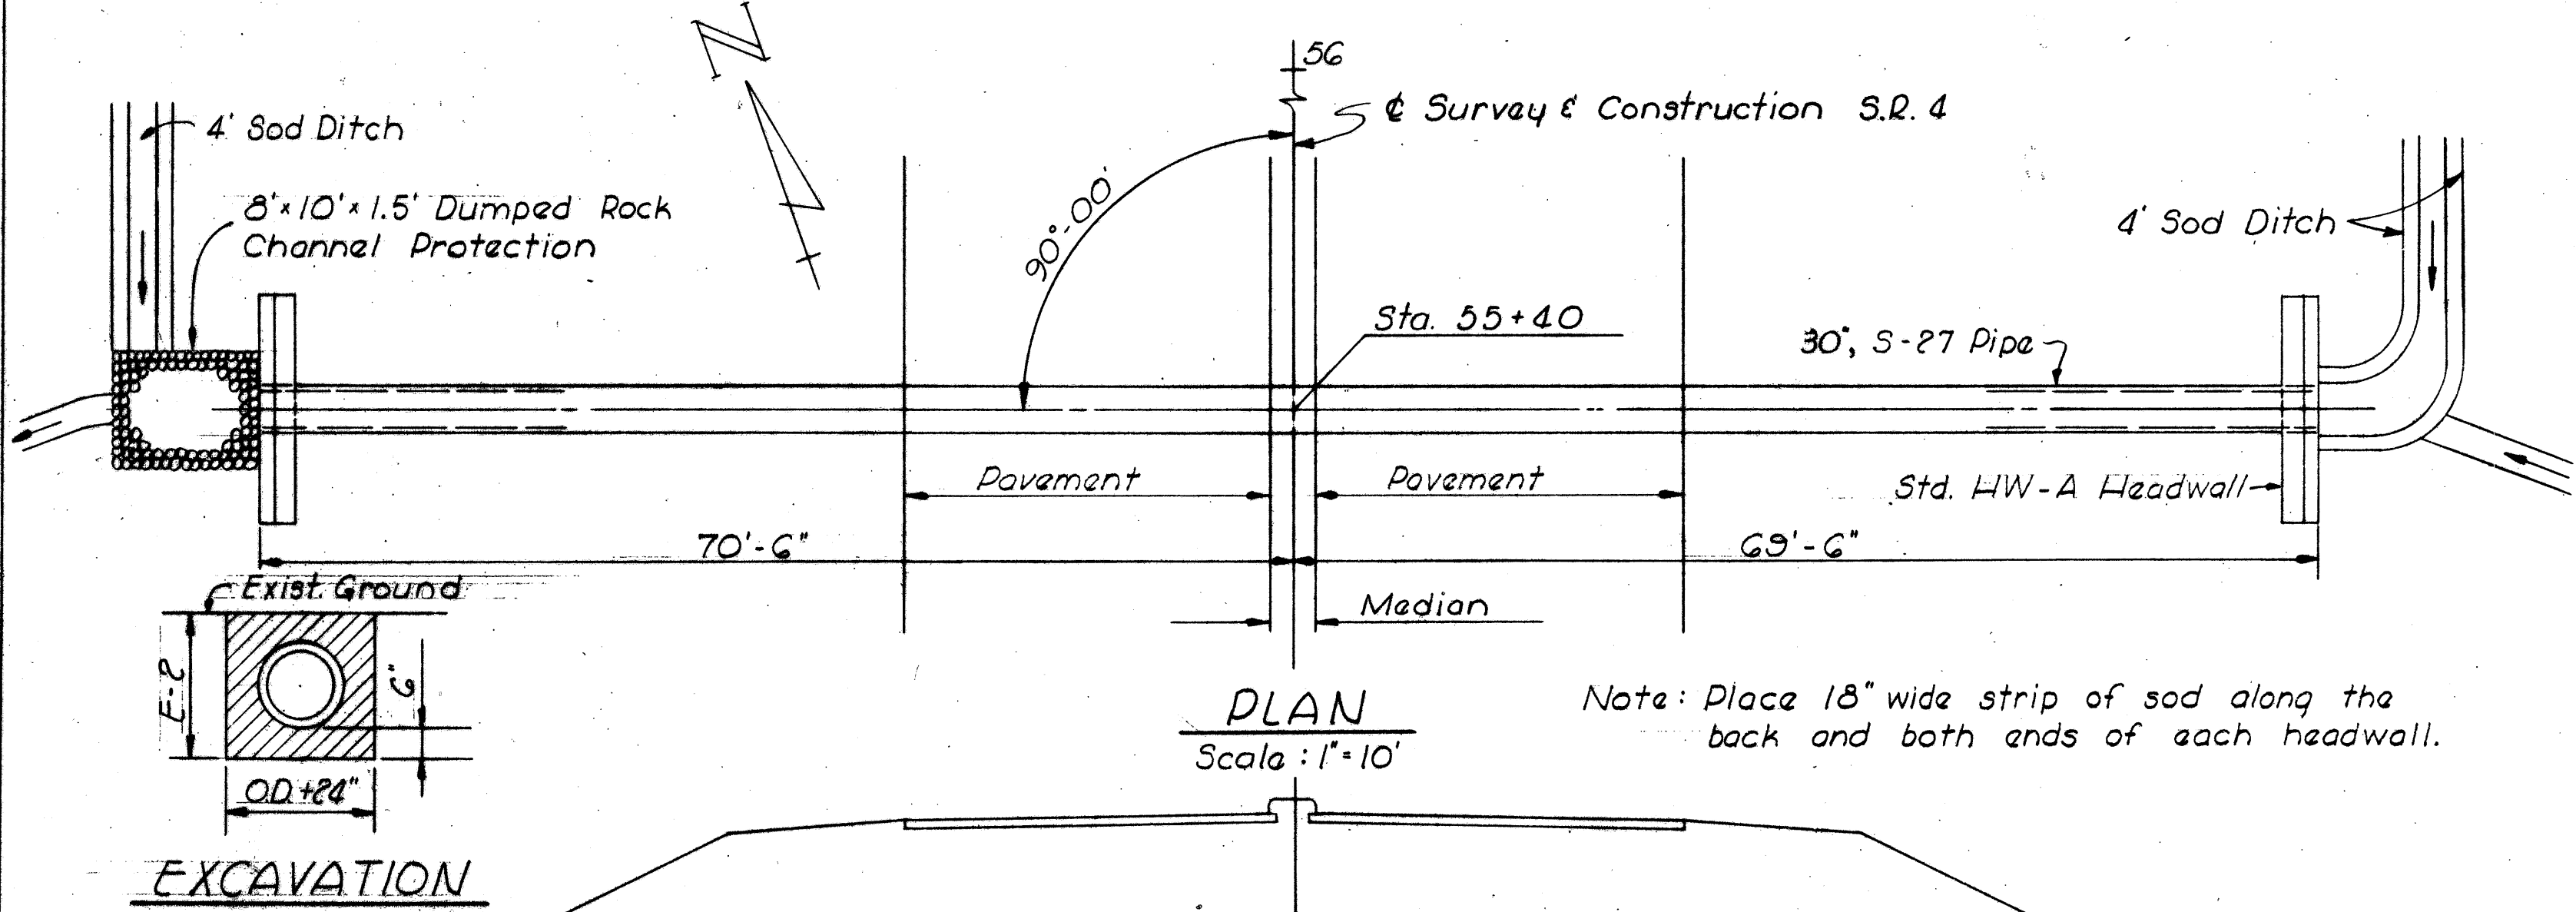 N
56
℄ Survey & Construction S.R. 4
4' Sod Ditch
8'x10'x1.5' Dumped Rock
Channel Protection
90°-00'
4' Sod Ditch
Sta. 55+40
30", S-27 Pipe
Pavement
Pavement
Std. HW-A Headwall
70'-6"
69'-6"
Exist. Ground
Median
E-2
6"
O.D.+24"
PLAN
Scale : 1"=10'
Note: Place 18" wide strip of sod along the
back and both ends of each headwall.
EXCAVATION